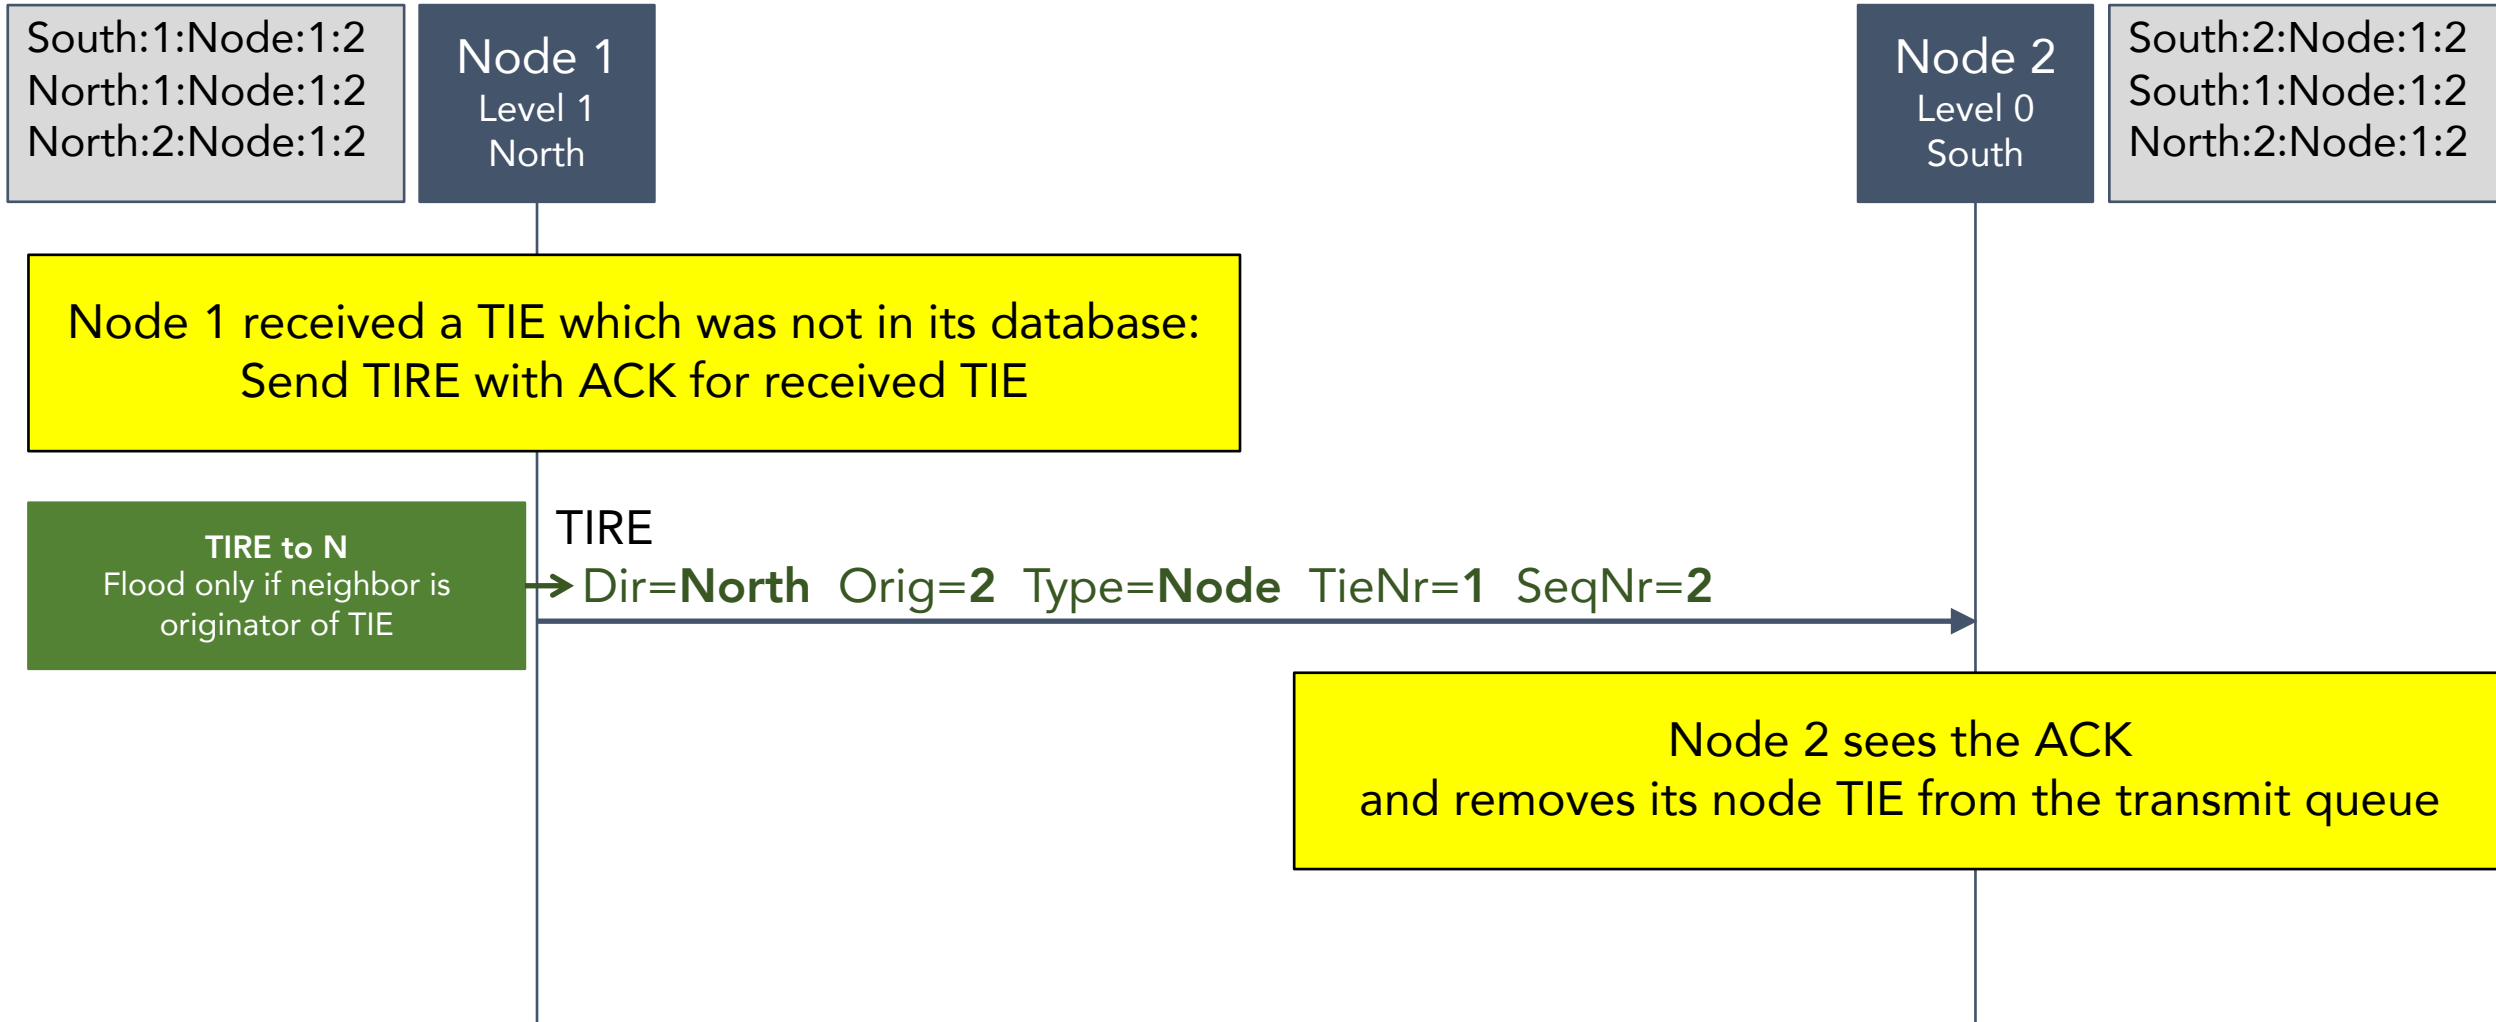 South:1:Node:1:2
North:1:Node:1:2
North:2:Node:1:2
Node 1
Level 1
North
Node 2
Level 0
South
South:2:Node:1:2
South:1:Node:1:2
North:2:Node:1:2
Node 1 received a TIE which was not in its database:
Send TIRE with ACK for received TIE
TIRE to N
Flood only if neighbor is
originator of TIE
TIRE
Dir=North Orig=2 Type=Node TieNr=1 SeqNr=2
Node 2 sees the ACK
and removes its node TIE from the transmit queue